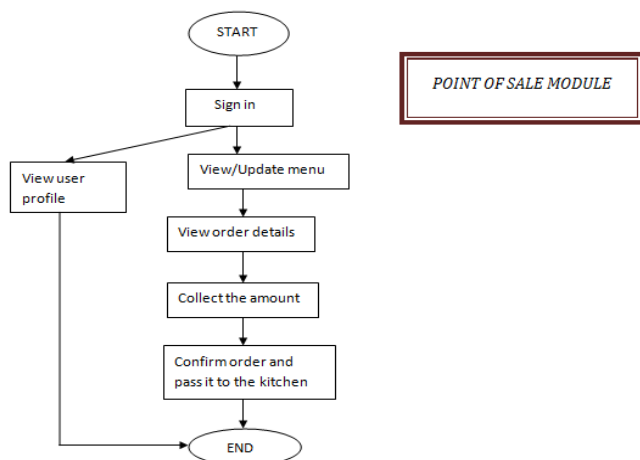 START
POINT OF SALE MODULE
Sign in
View user
profile
View/Update menu
View order details
Collect the amount
Confirm order and
pass it to the kitchen
END